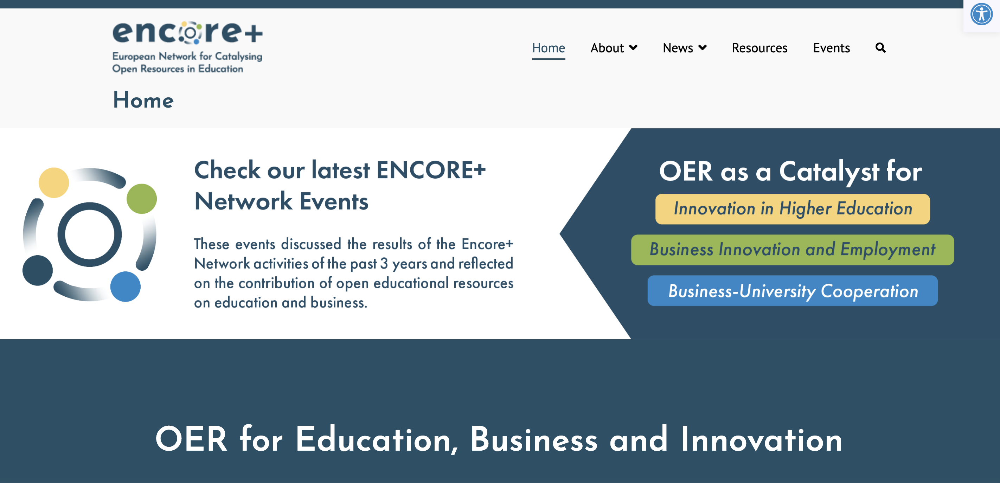 encore+
European Network for Catalysing
Open Resources in Education
Home About News Resources Events
Home
Check our latest ENCORE+
Network Events
These events discussed the results of the Encore+
Network activities of the past 3 years and reflected
on the contribution of open educational resources
on education and business.
OER as a Catalyst for
Innovation in Higher Education
Business Innovation and Employment
Business-University Cooperation
OER for Education, Business and Innovation